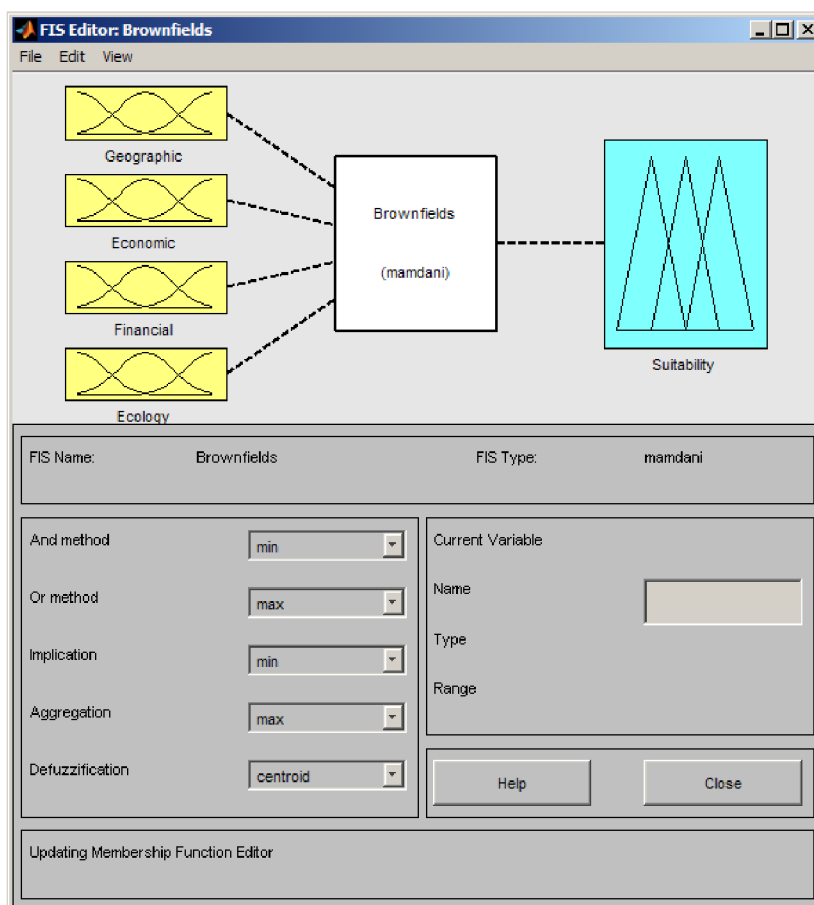 FIS Editor: Brownfields
File Edit View
Geographic
Economic
Financial
Ecology
Brownfields
(mamdani)
Suitability
FIS Name: Brownfields FIS Type: mamdani
And method min
Or method max
Implication min
Aggregation max
Defuzzification centroid
Current Variable
Name
Type
Range
Help Close
Updating Membership Function Editor